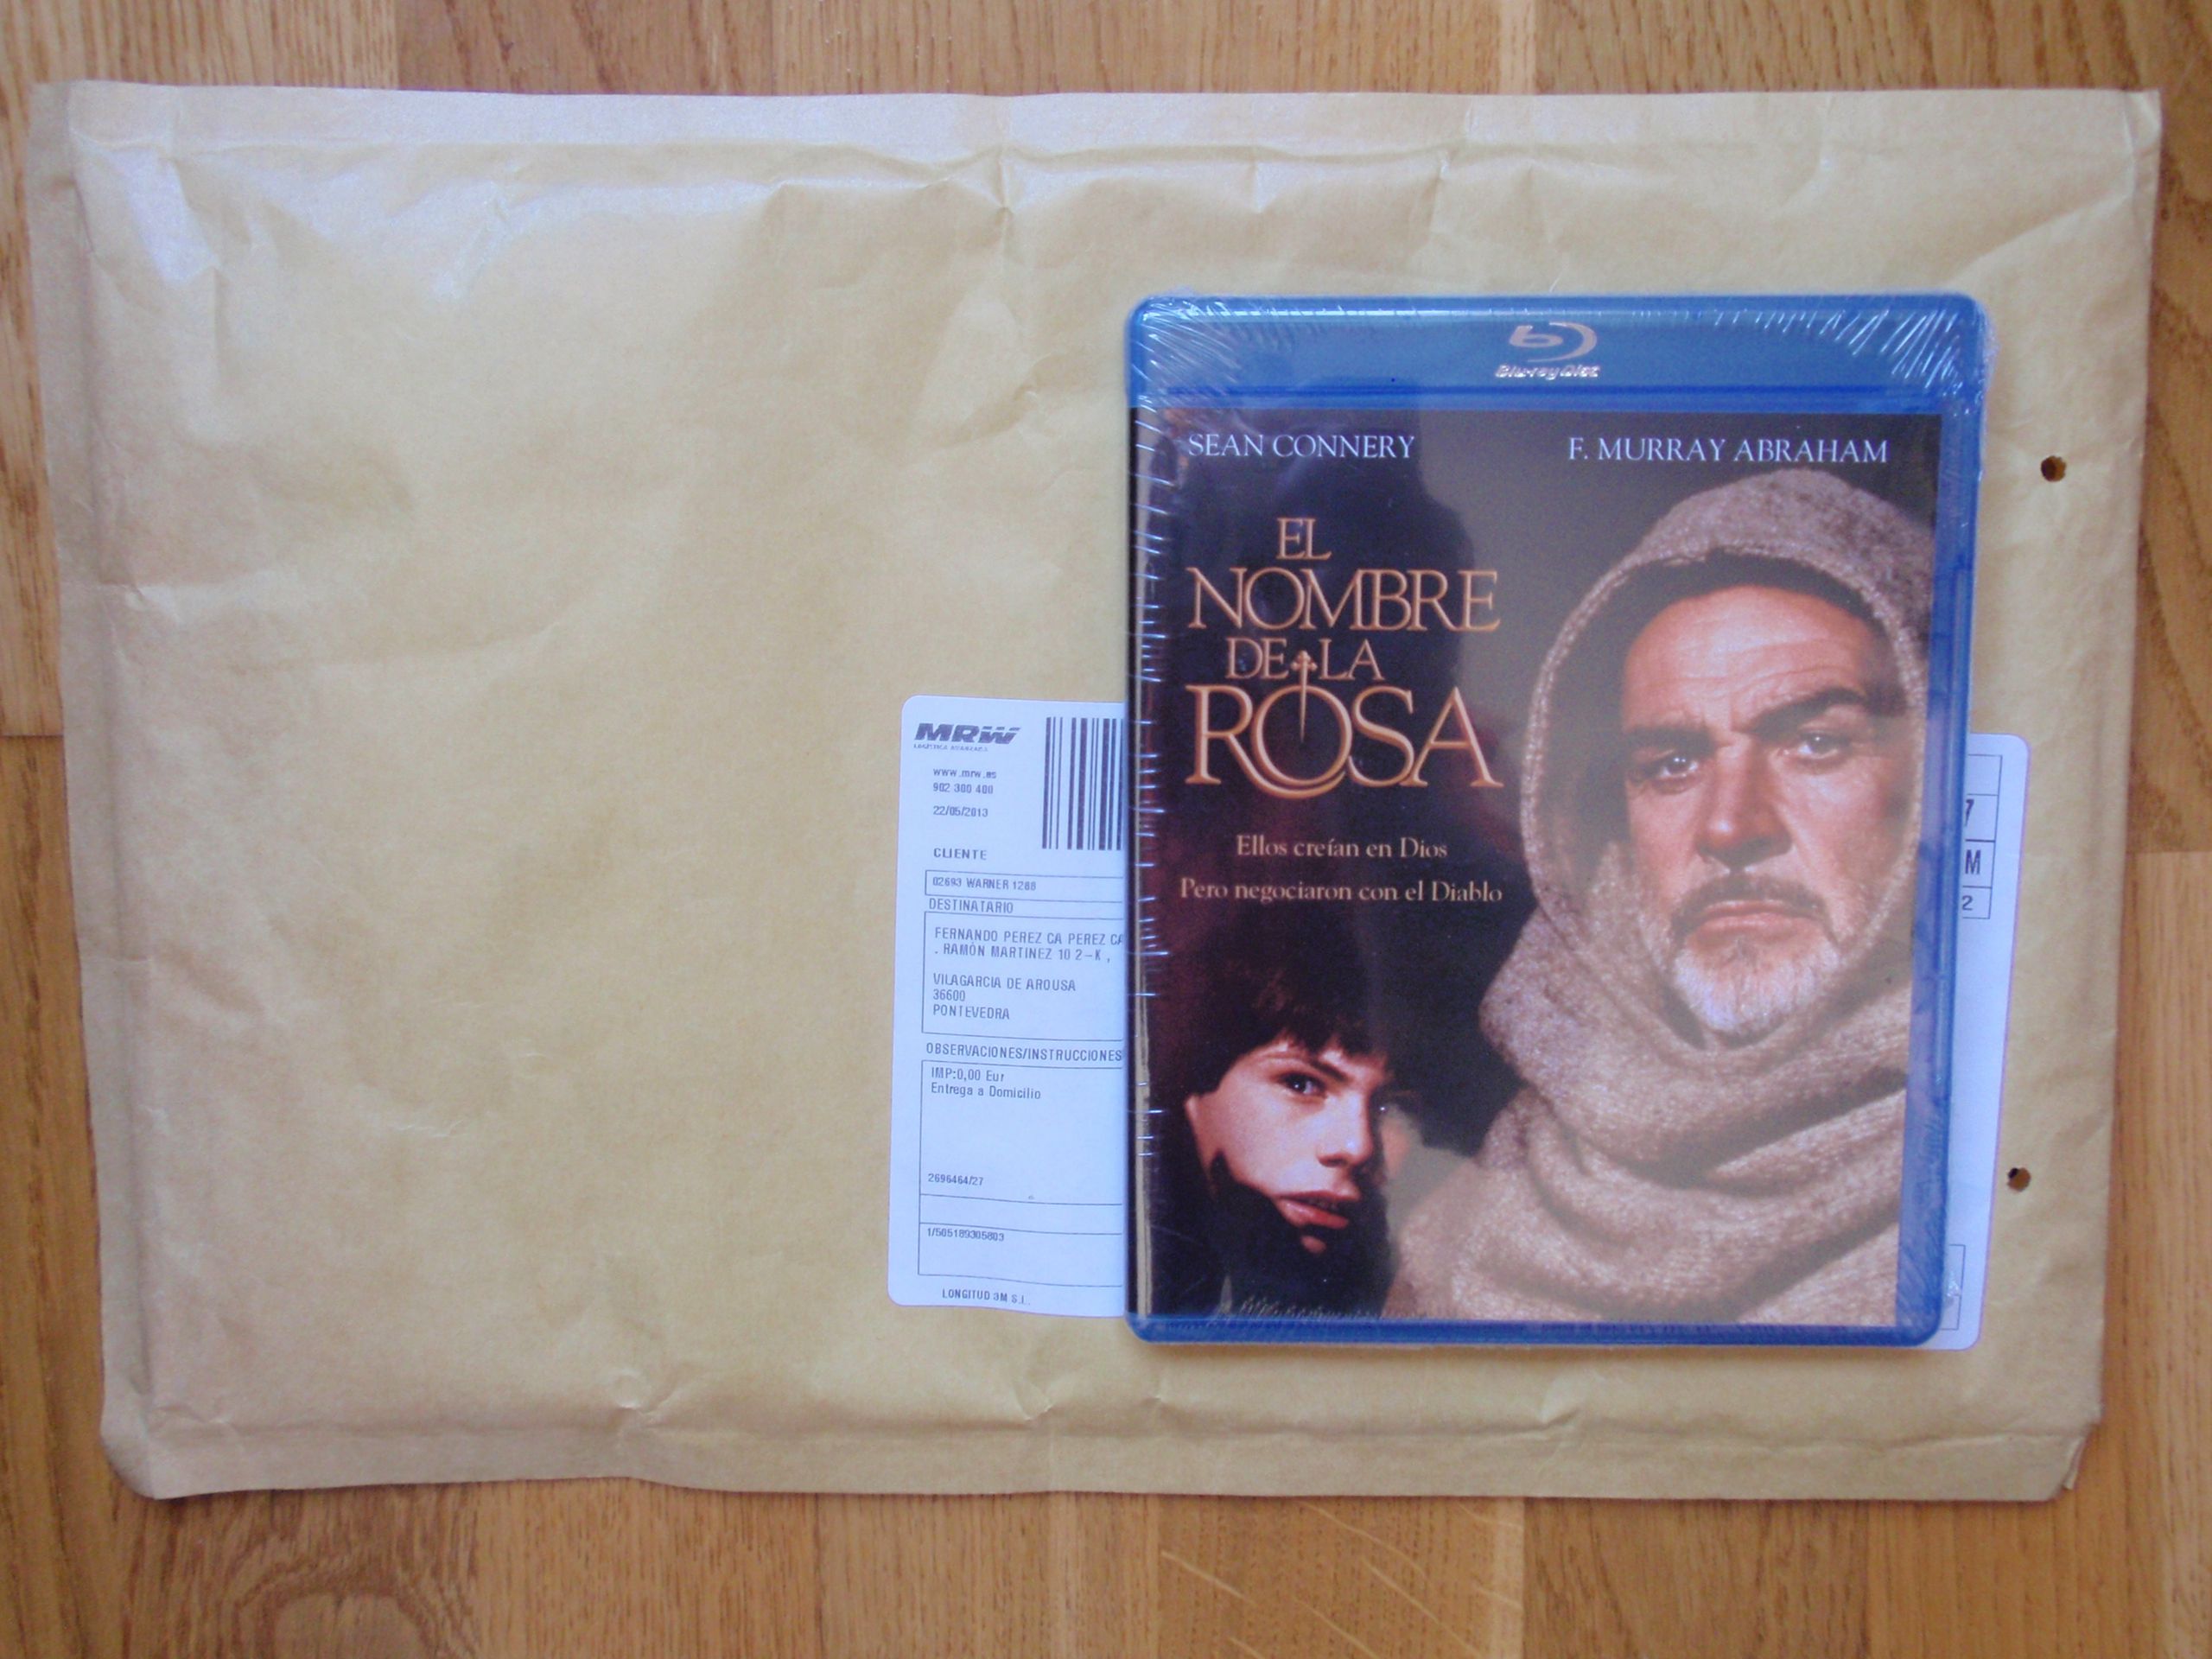 Blu-ray Disc
SEAN CONNERY
F. MURRAY ABRAHAM
EL
NOMBRE
DE LA
ROSA
Ellos creían en Dios
Pero negociaron con el Diablo
MRW
www.mrw.es
902 300 400
22/05/2013
CLIENTE
02693 WARNER 1288
DESTINATARIO
FERNANDO PEREZ CA PEREZ CA
. RAMÓN MARTINEZ 10 2-K ,
VILAGARCIA DE AROUSA
36600
PONTEVEDRA
OBSERVACIONES/INSTRUCCIONES
IMP:0,00 Eur
Entrega a Domicilio
2696464/27
1/505189305803
LONGITUD 3M S.L.
7
M
2